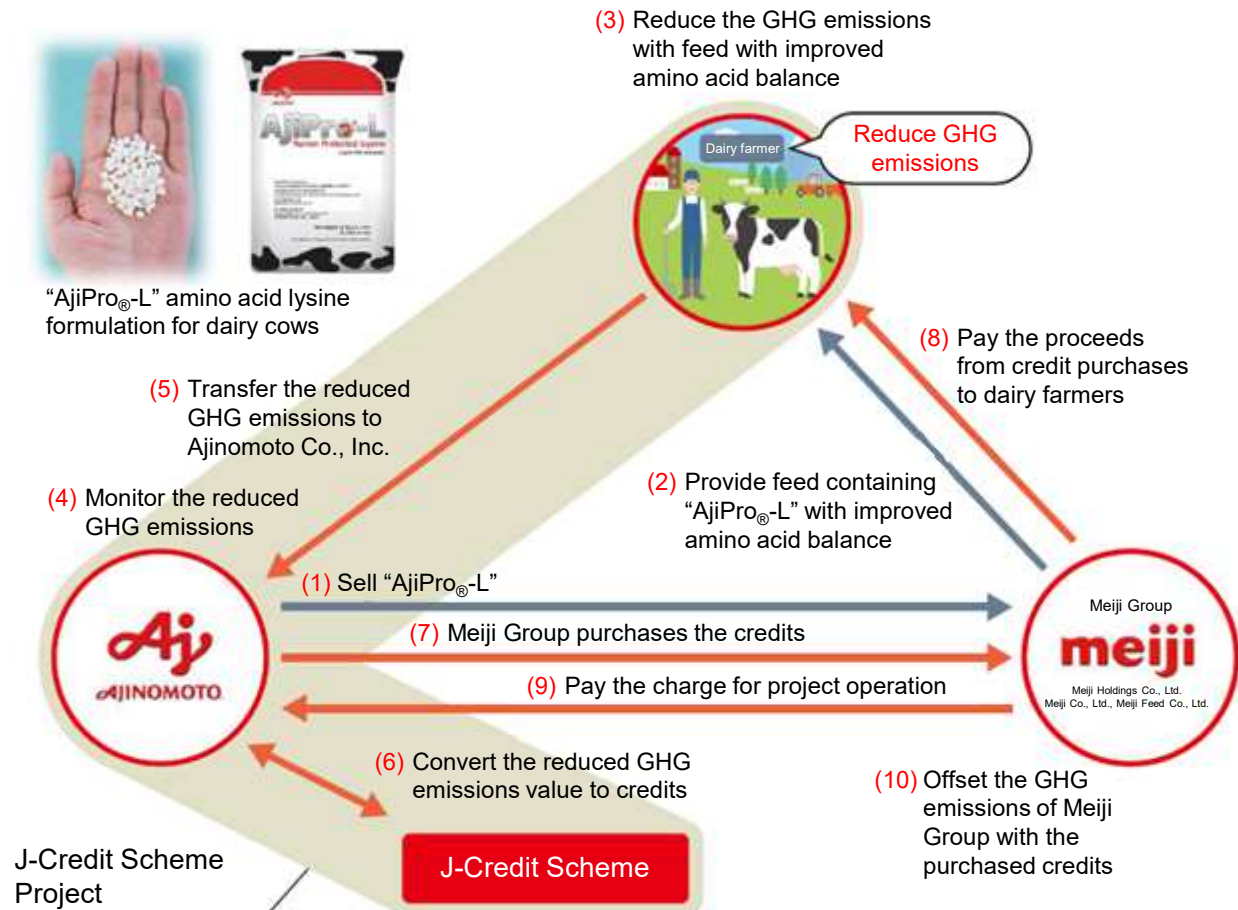 (3) Reduce the GHG emissions
with feed with improved
amino acid balance
AJINOMOTO
AjiPro®-L
Dairy farmer
Reduce GHG
emissions
“AjiPro®-L” amino acid lysine
formulation for dairy cows
(8) Pay the proceeds
from credit purchases
to dairy farmers
(5) Transfer the reduced
GHG emissions to
Ajinomoto Co., Inc.
(4) Monitor the reduced
GHG emissions
(2) Provide feed containing
“AjiPro®-L” with improved
amino acid balance
(1) Sell “AjiPro®-L”
(7) Meiji Group purchases the credits
(9) Pay the charge for project operation
Aj
AJINOMOTO
Meiji Group
meiji
Meiji Holdings Co., Ltd.
Meiji Co., Ltd., Meiji Feed Co., Ltd.
(6) Convert the reduced GHG
emissions value to credits
(10) Offset the GHG
emissions of Meiji
Group with the
purchased credits
J-Credit Scheme
J-Credit Scheme
Project